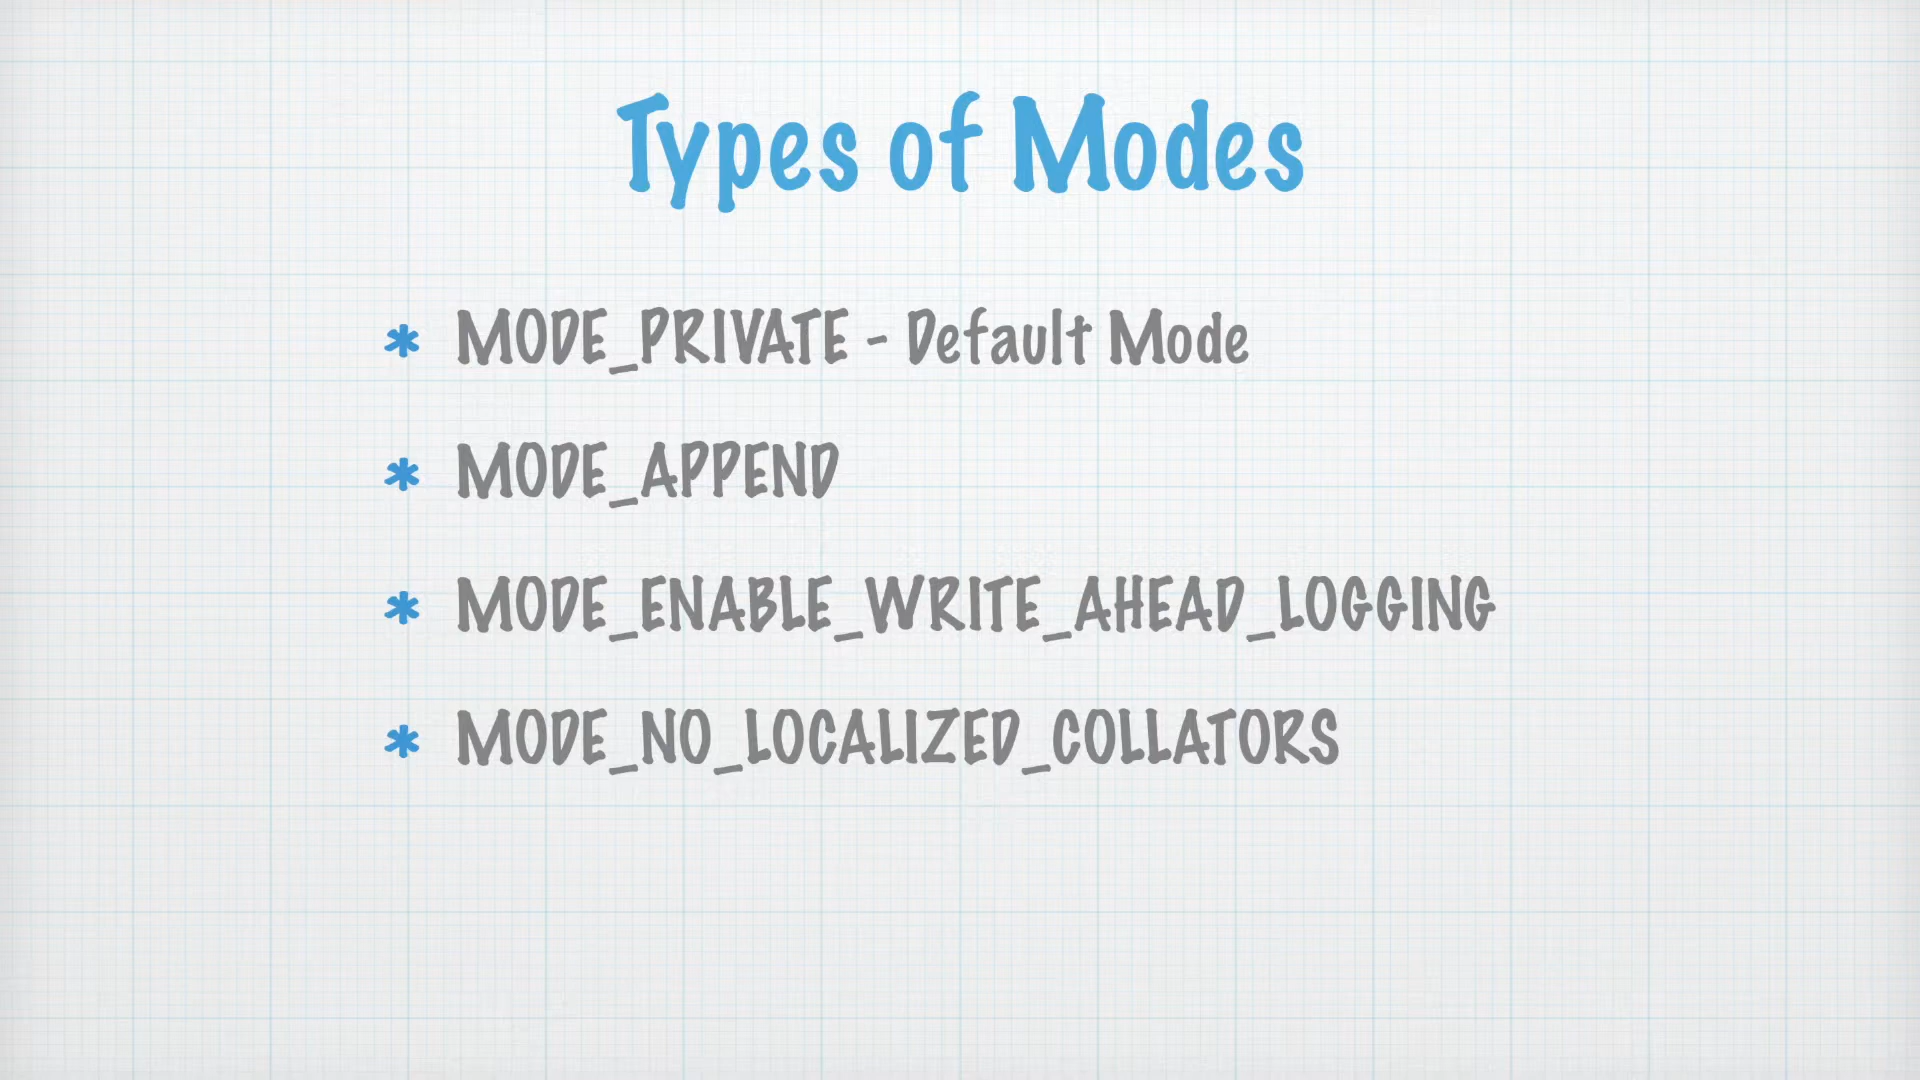 Types of Modes
* MODE_PRIVATE - Default Mode
* MODE_APPEND
* MODE_ENABLE_WRITE_AHEAD_LOGGING
* MODE_NO_LOCALIZED_COLLATORS